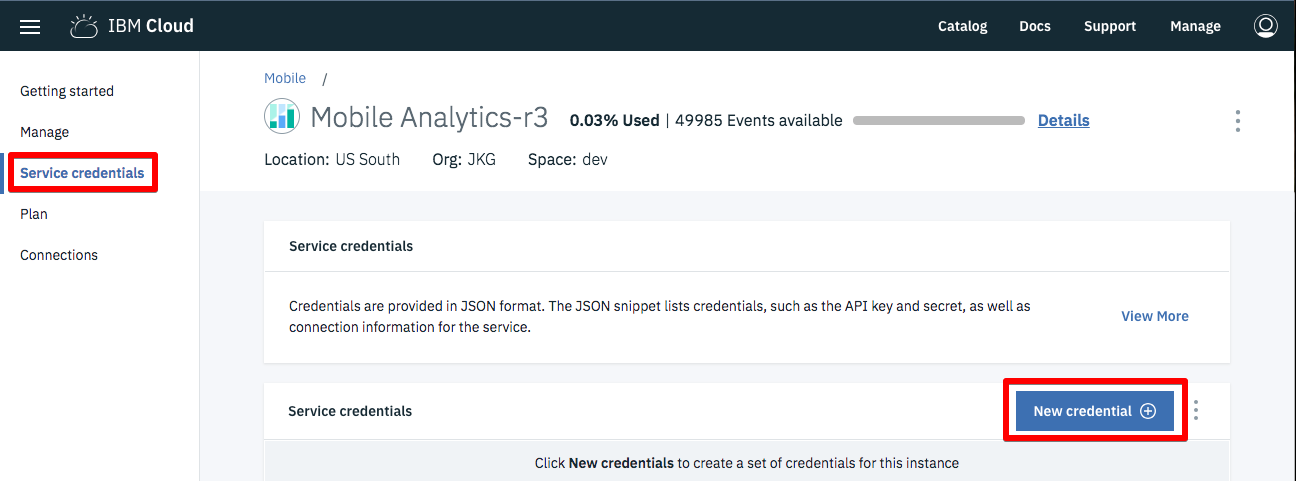 IBM Cloud Catalog Docs Support Manage
Getting started
Manage
Service credentials
Plan
Connections
Mobile /
Mobile Analytics-r3 0.03% Used | 49985 Events available Details
Location: US South Org: JKG Space: dev
Service credentials
Credentials are provided in JSON format. The JSON snippet lists credentials, such as the API key and secret, as well as
connection information for the service.
View More
Service credentials New credential
Click New credentials to create a set of credentials for this instance